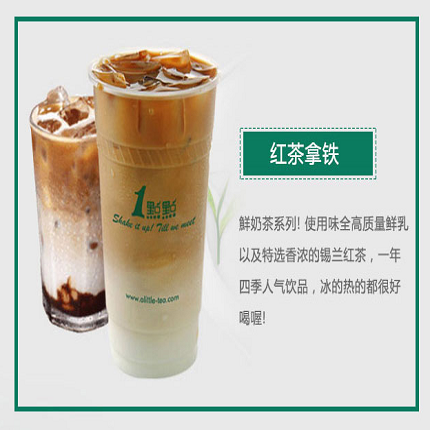 1點點
Shake it up! Till we meet
www.alittle-tea.com
红茶拿铁
鲜奶茶系列! 使用味全高质量鲜乳
以及特选香浓的锡兰红茶，一年
四季人气饮品，冰的热的都很好
喝喔!